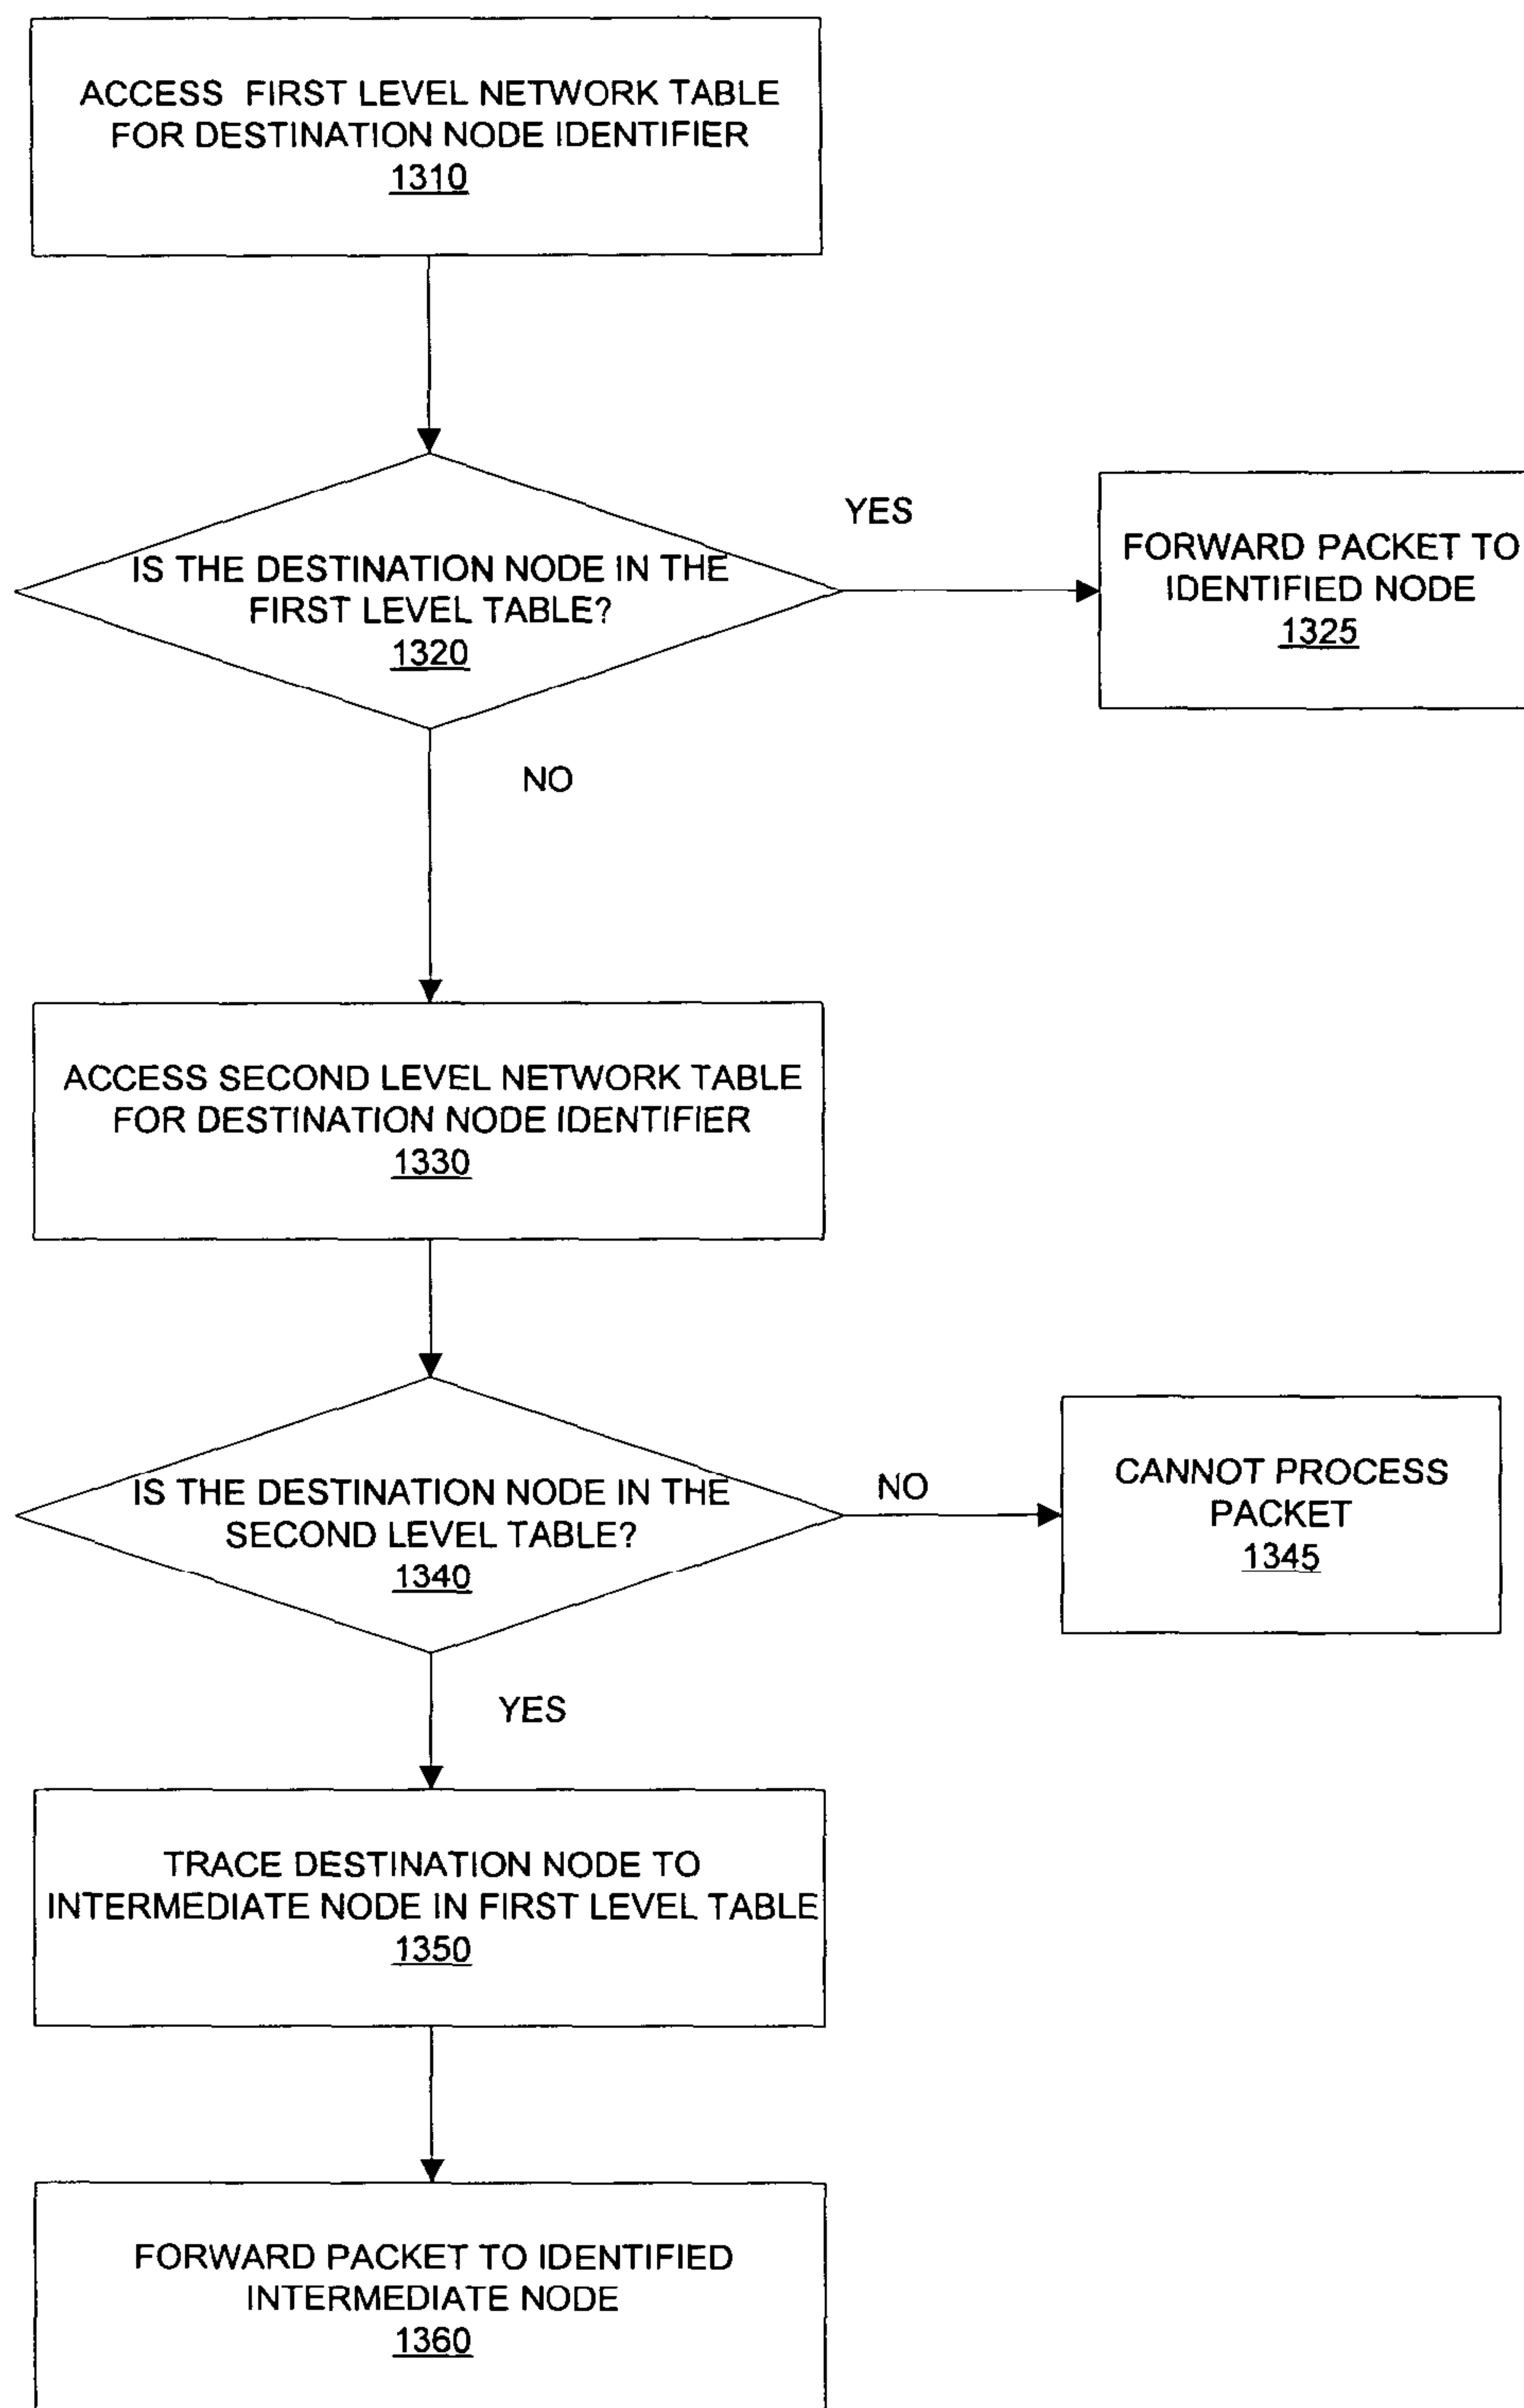 ACCESS FIRST LEVEL NETWORK TABLE
FOR DESTINATION NODE IDENTIFIER
1310
IS THE DESTINATION NODE IN THE
FIRST LEVEL TABLE?
1320
YES
FORWARD PACKET TO
IDENTIFIED NODE
1325
NO
ACCESS SECOND LEVEL NETWORK TABLE
FOR DESTINATION NODE IDENTIFIER
1330
IS THE DESTINATION NODE IN THE
SECOND LEVEL TABLE?
1340
NO
CANNOT PROCESS
PACKET
1345
YES
TRACE DESTINATION NODE TO
INTERMEDIATE NODE IN FIRST LEVEL TABLE
1350
FORWARD PACKET TO IDENTIFIED
INTERMEDIATE NODE
1360